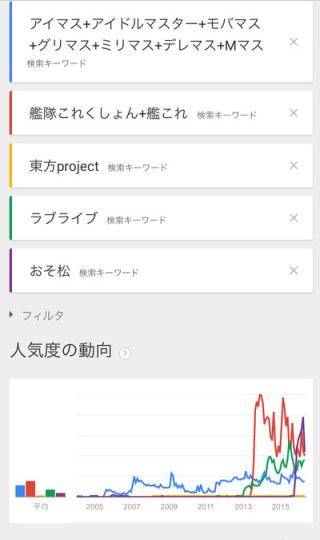 アイマス+アイドルマスター+モバマス
+グリマス+ミリマス+デレマス+Mマス
検索キーワード
艦隊これくしょん+艦これ 検索キーワード
東方project 検索キーワード
ラブライブ 検索キーワード
おそ松 検索キーワード
フィルタ
人気度の動向 ?
平均 2005 2007 2009 2011 2013 2015